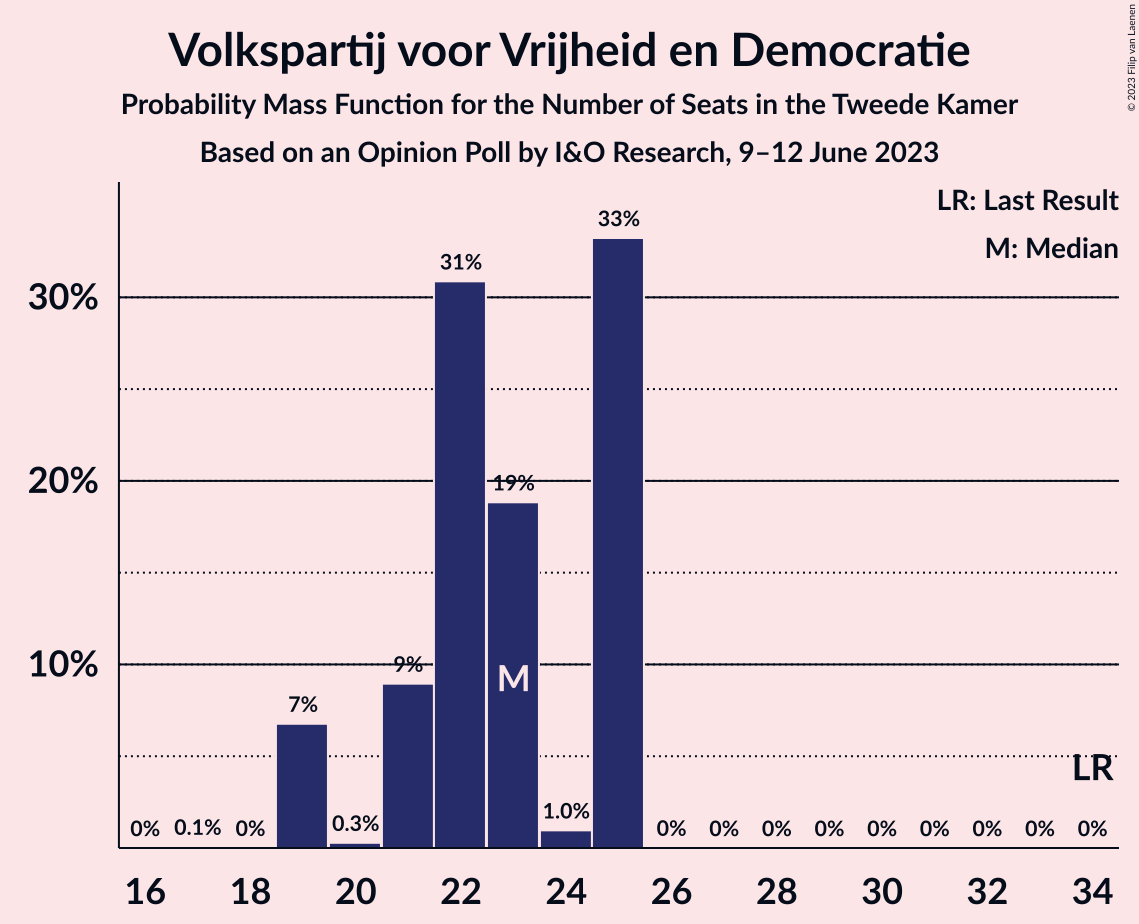 Volkspartij voor Vrijheid en Democratie
Probability Mass Function for the Number of Seats in the Tweede Kamer
Based on an Opinion Poll by I&O Research, 9–12 June 2023
© 2023 Filip van Laenen
LR: Last Result
M: Median
33%
31%
30%
20%
19%
10%
9%
M
7%
LR
0% 0.1% 0% 0.3% 1.0% 0% 0% 0% 0% 0% 0% 0% 0% 0%
16 18 20 22 24 26 28 30 32 34